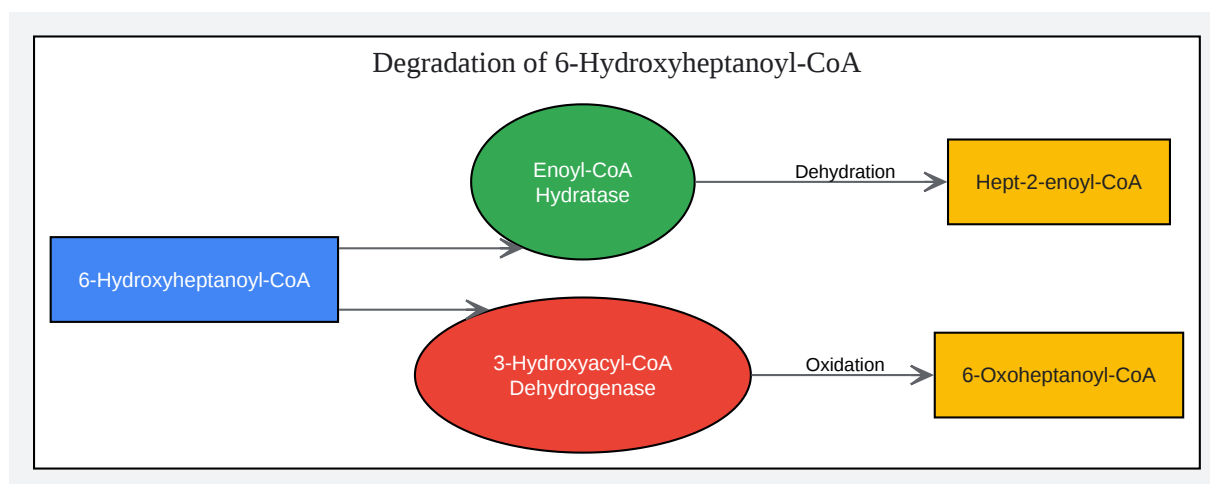 Degradation of 6-Hydroxyheptanoyl-CoA
Enoyl-CoA
Hydratase
Dehydration
Hept-2-enoyl-CoA
6-Hydroxyheptanoyl-CoA
3-Hydroxyacyl-CoA
Dehydrogenase
Oxidation
6-Oxoheptanoyl-CoA